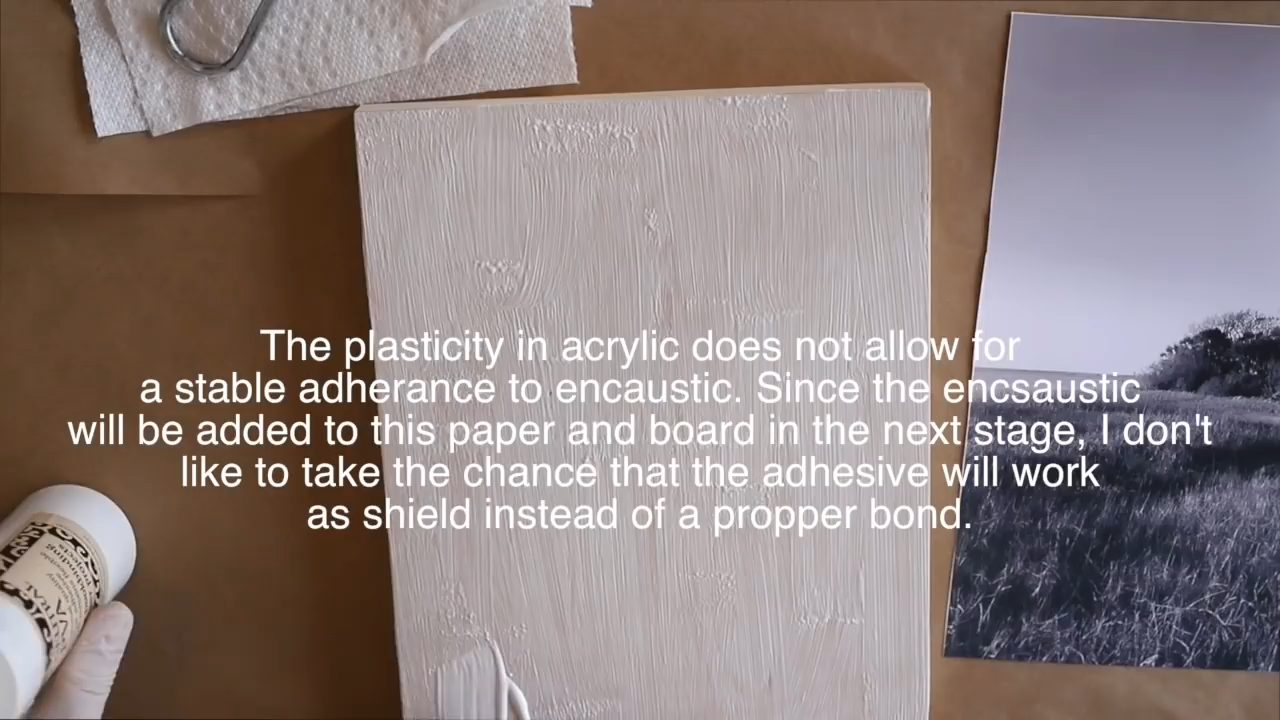 The plasticity in acrylic does not allow for
a stable adherance to encaustic. Since the encsaustic
will be added to this paper and board in the next stage, I don't
like to take the chance that the adhesive will work
as shield instead of a propper bond.